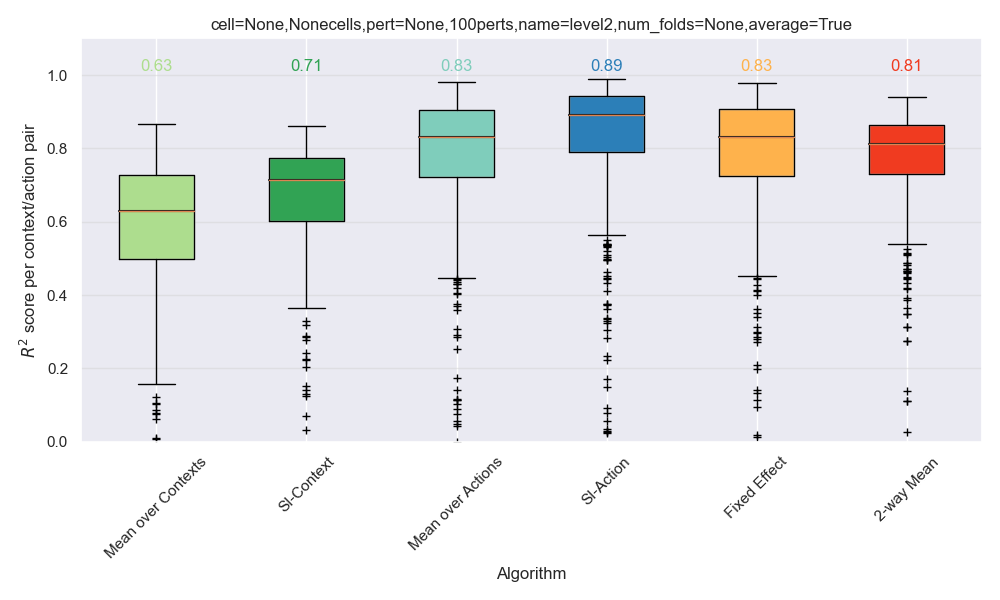 cell=None,Nonecells,pert=None,100perts,name=level2,num_folds=None,average=True
0.63 0.71 0.83 0.89 0.83 0.81
1.0
0.8
0.6
0.4
0.2
0.0
R² score per context/action pair
Mean over Contexts
SI-Context
Mean over Actions
SI-Action
Fixed Effect
2-way Mean
Algorithm